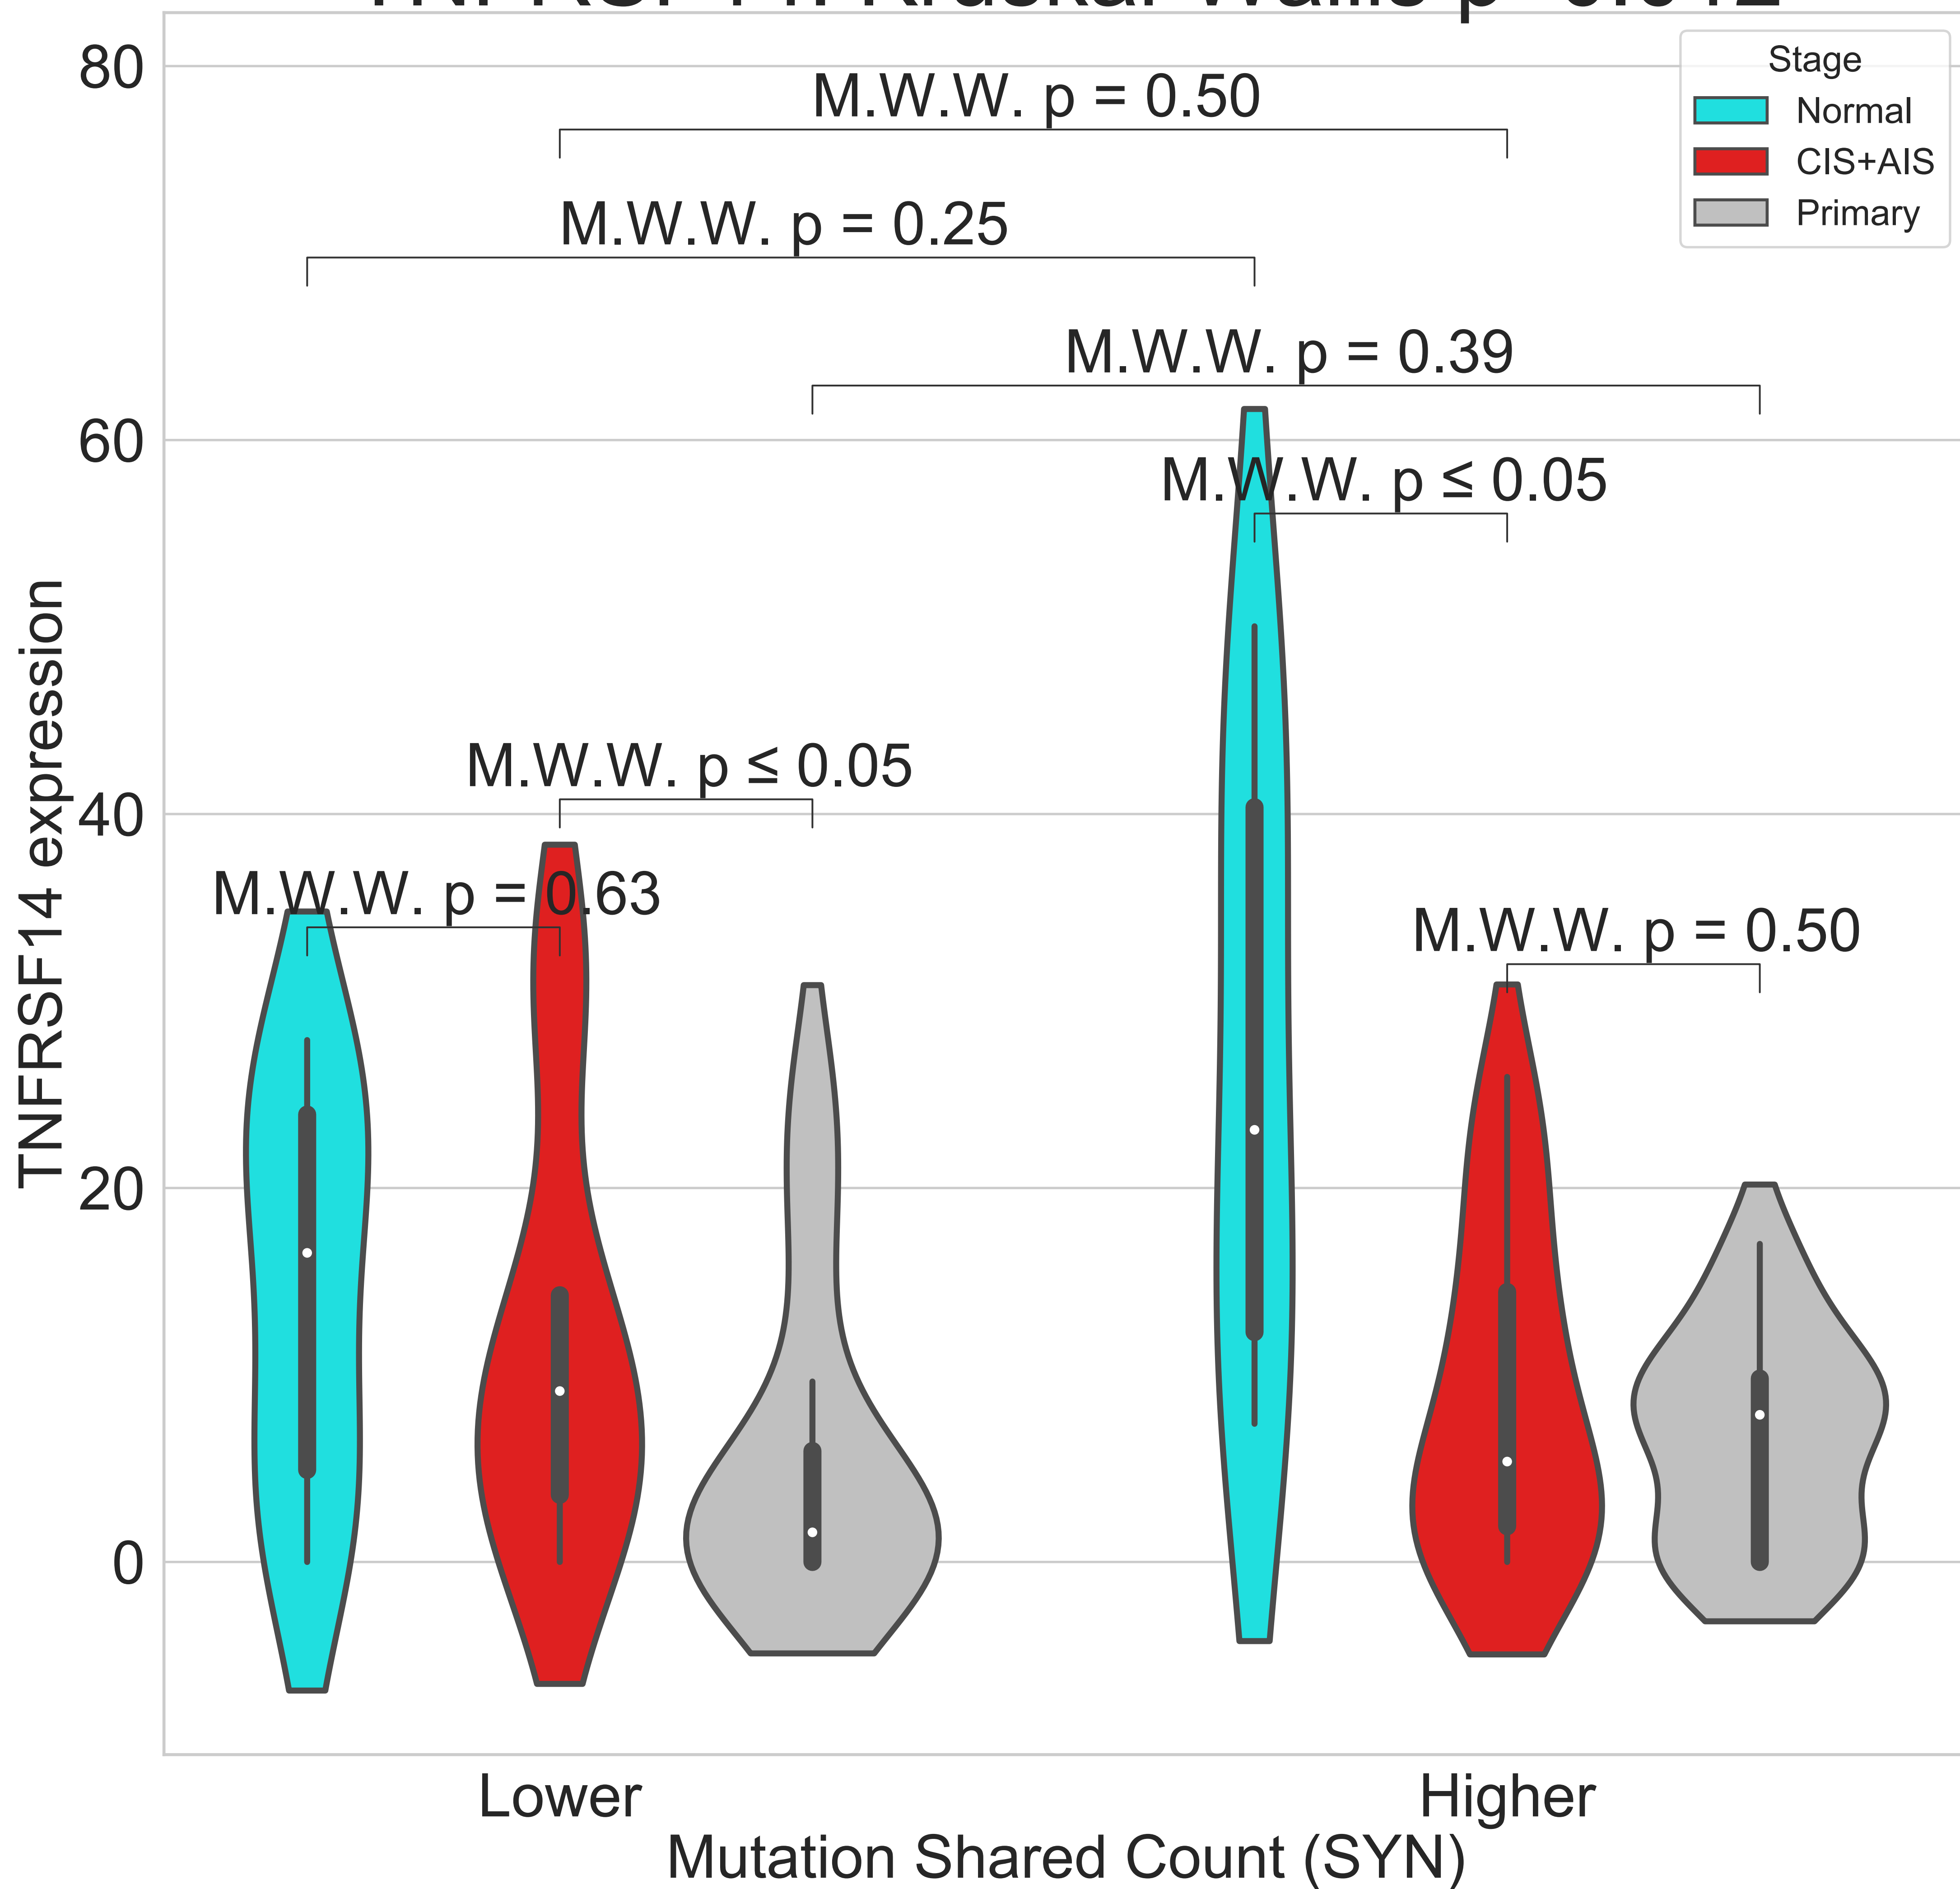 80
60
40
20
0
TNFRSF14 expression
M.W.W. p = 0.50
M.W.W. p = 0.25
M.W.W. p = 0.39
M.W.W. p ≤ 0.05
M.W.W. p ≤ 0.05
M.W.W. p = 0.63
M.W.W. p = 0.50
Stage
Normal
CIS+AIS
Primary
Lower
Higher
Mutation Shared Count (SYN)